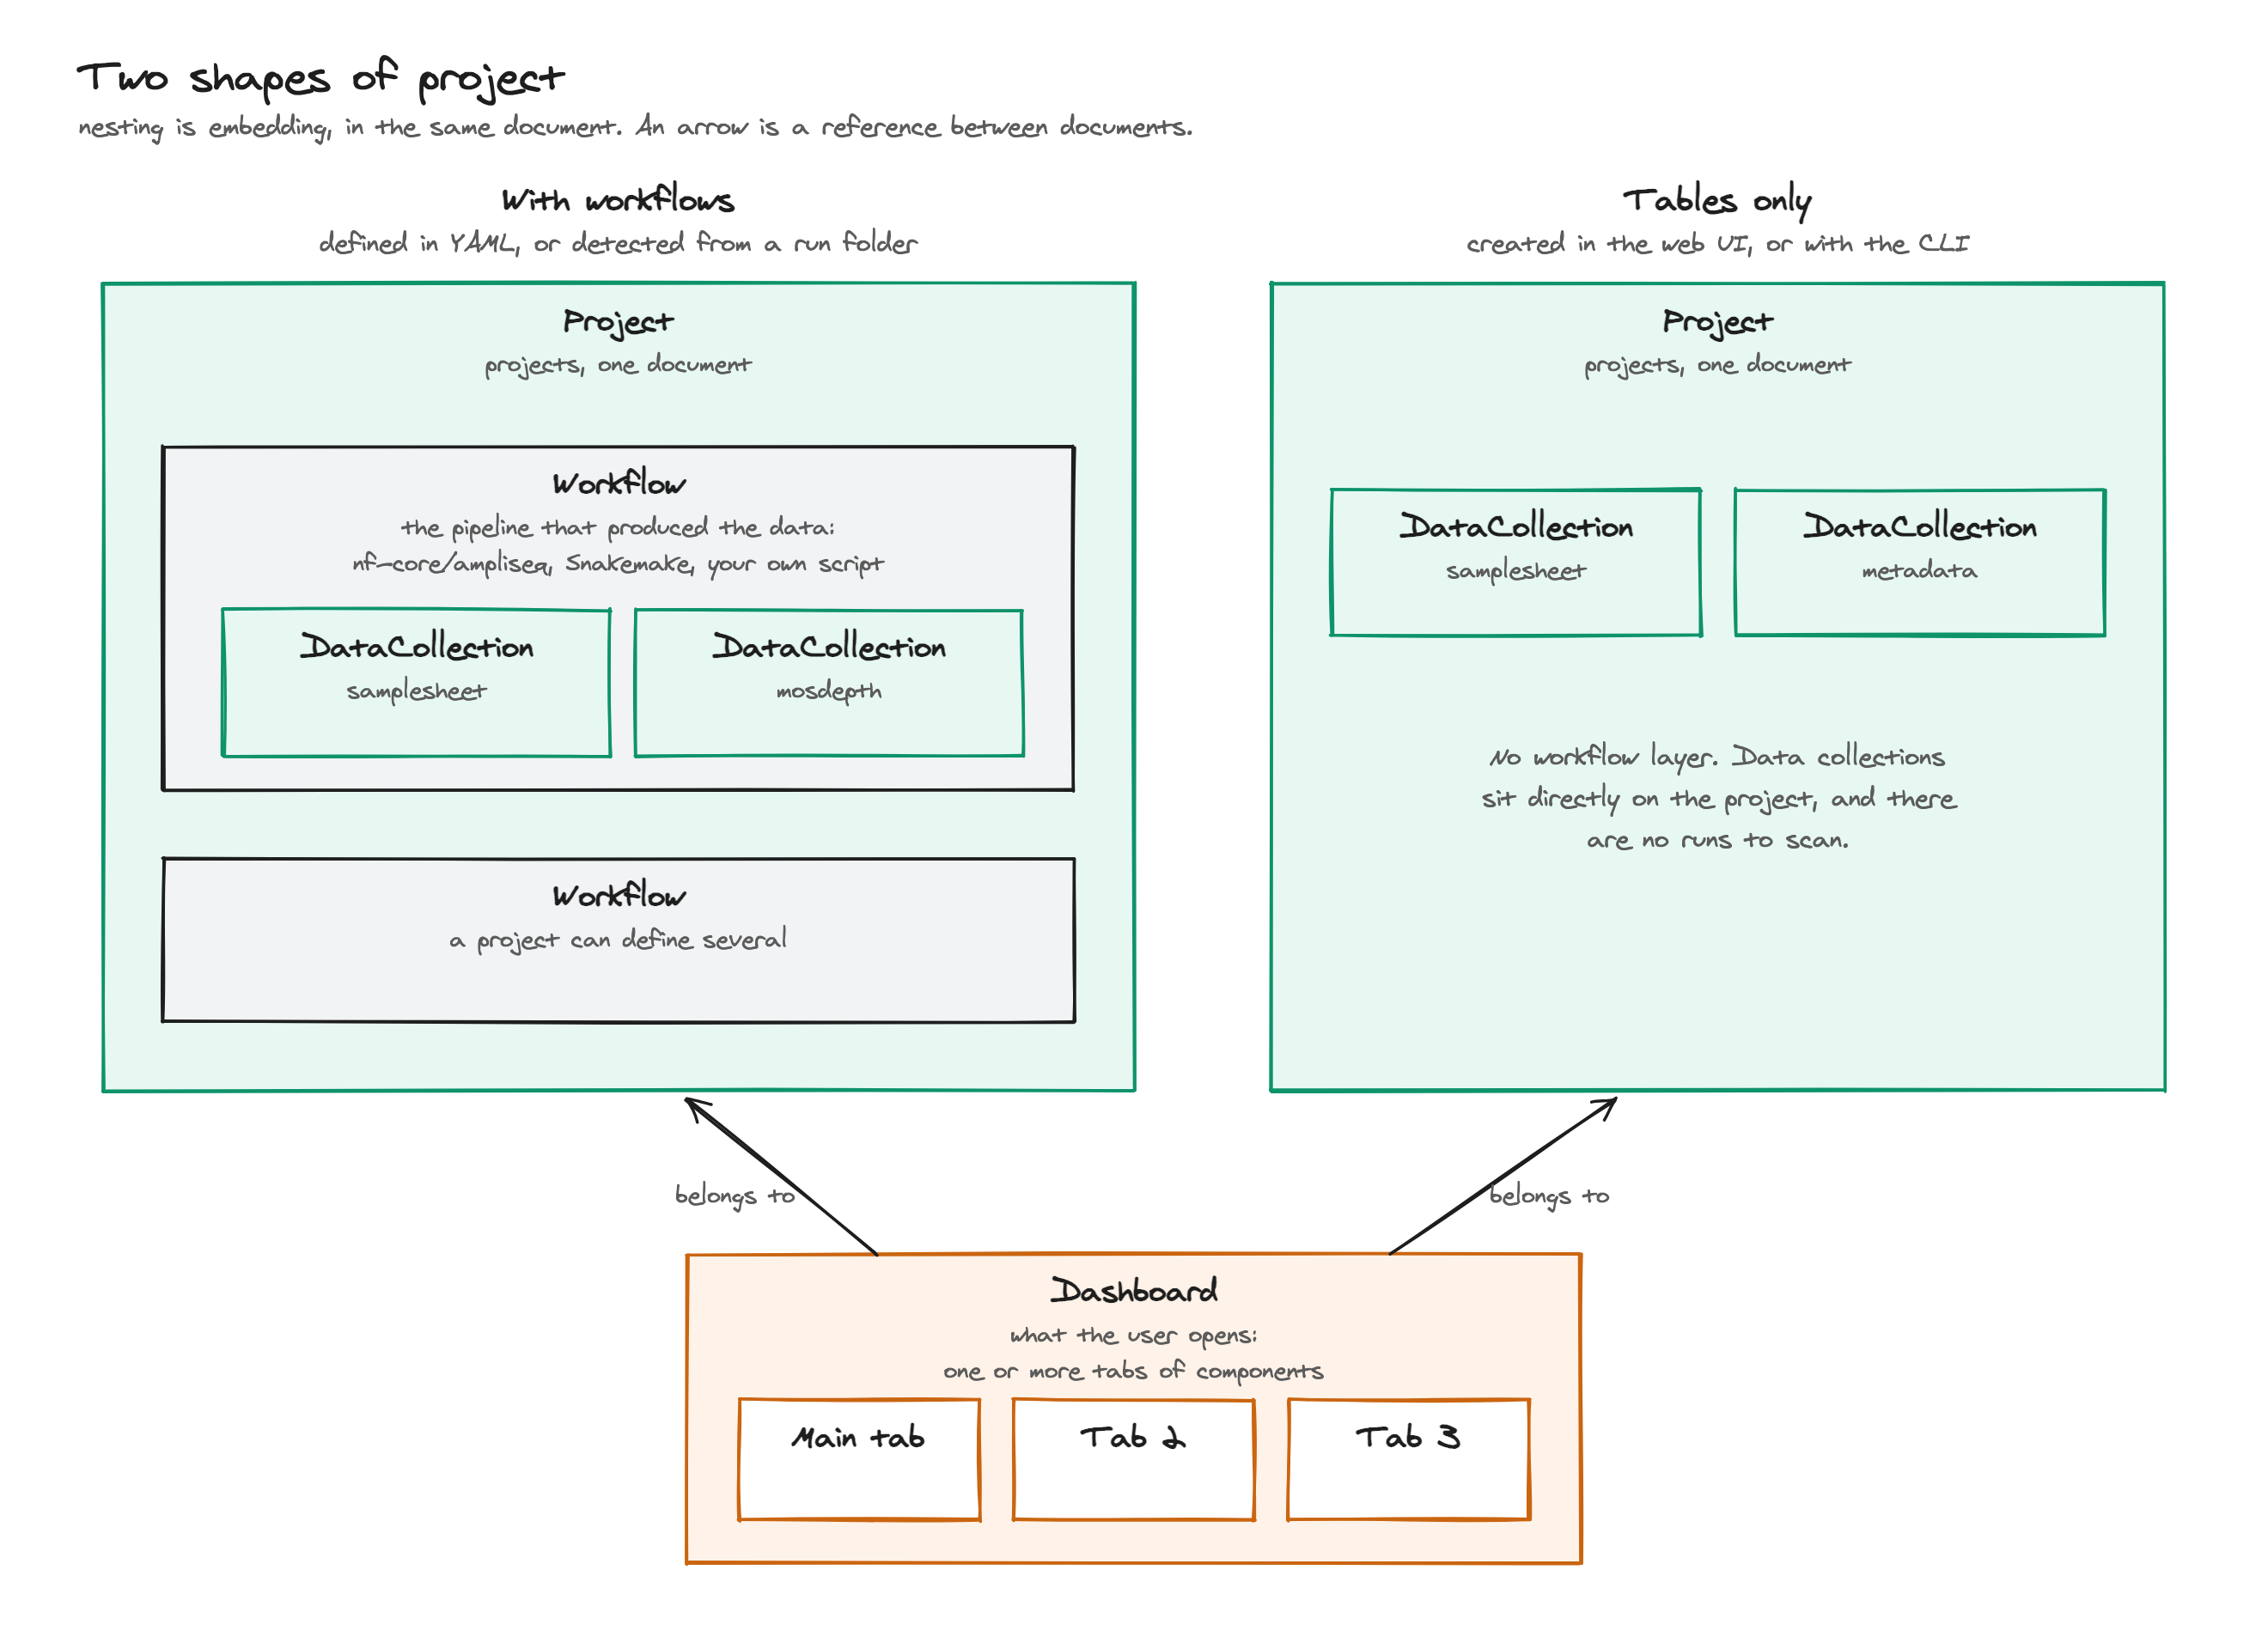 Two shapes of project
nesting is embedding, in the same document. An arrow is a reference between documents.
With workflows
defined in YAML, or detected from a run folder
Project
projects, one document
Workflow
the pipeline that produced the data:
nf-core/ampliseq, Snakemake, your own script
DataCollection
samplesheet
DataCollection
mosdepth
Workflow
a project can define several
Tables only
created in the web UI, or with the CLI
Project
projects, one document
DataCollection
samplesheet
DataCollection
metadata
No workflow layer. Data collections
sit directly on the project, and there
are no runs to scan.
belongs to
belongs to
Dashboard
what the user opens:
one or more tabs of components
Main tab
Tab 2
Tab 3